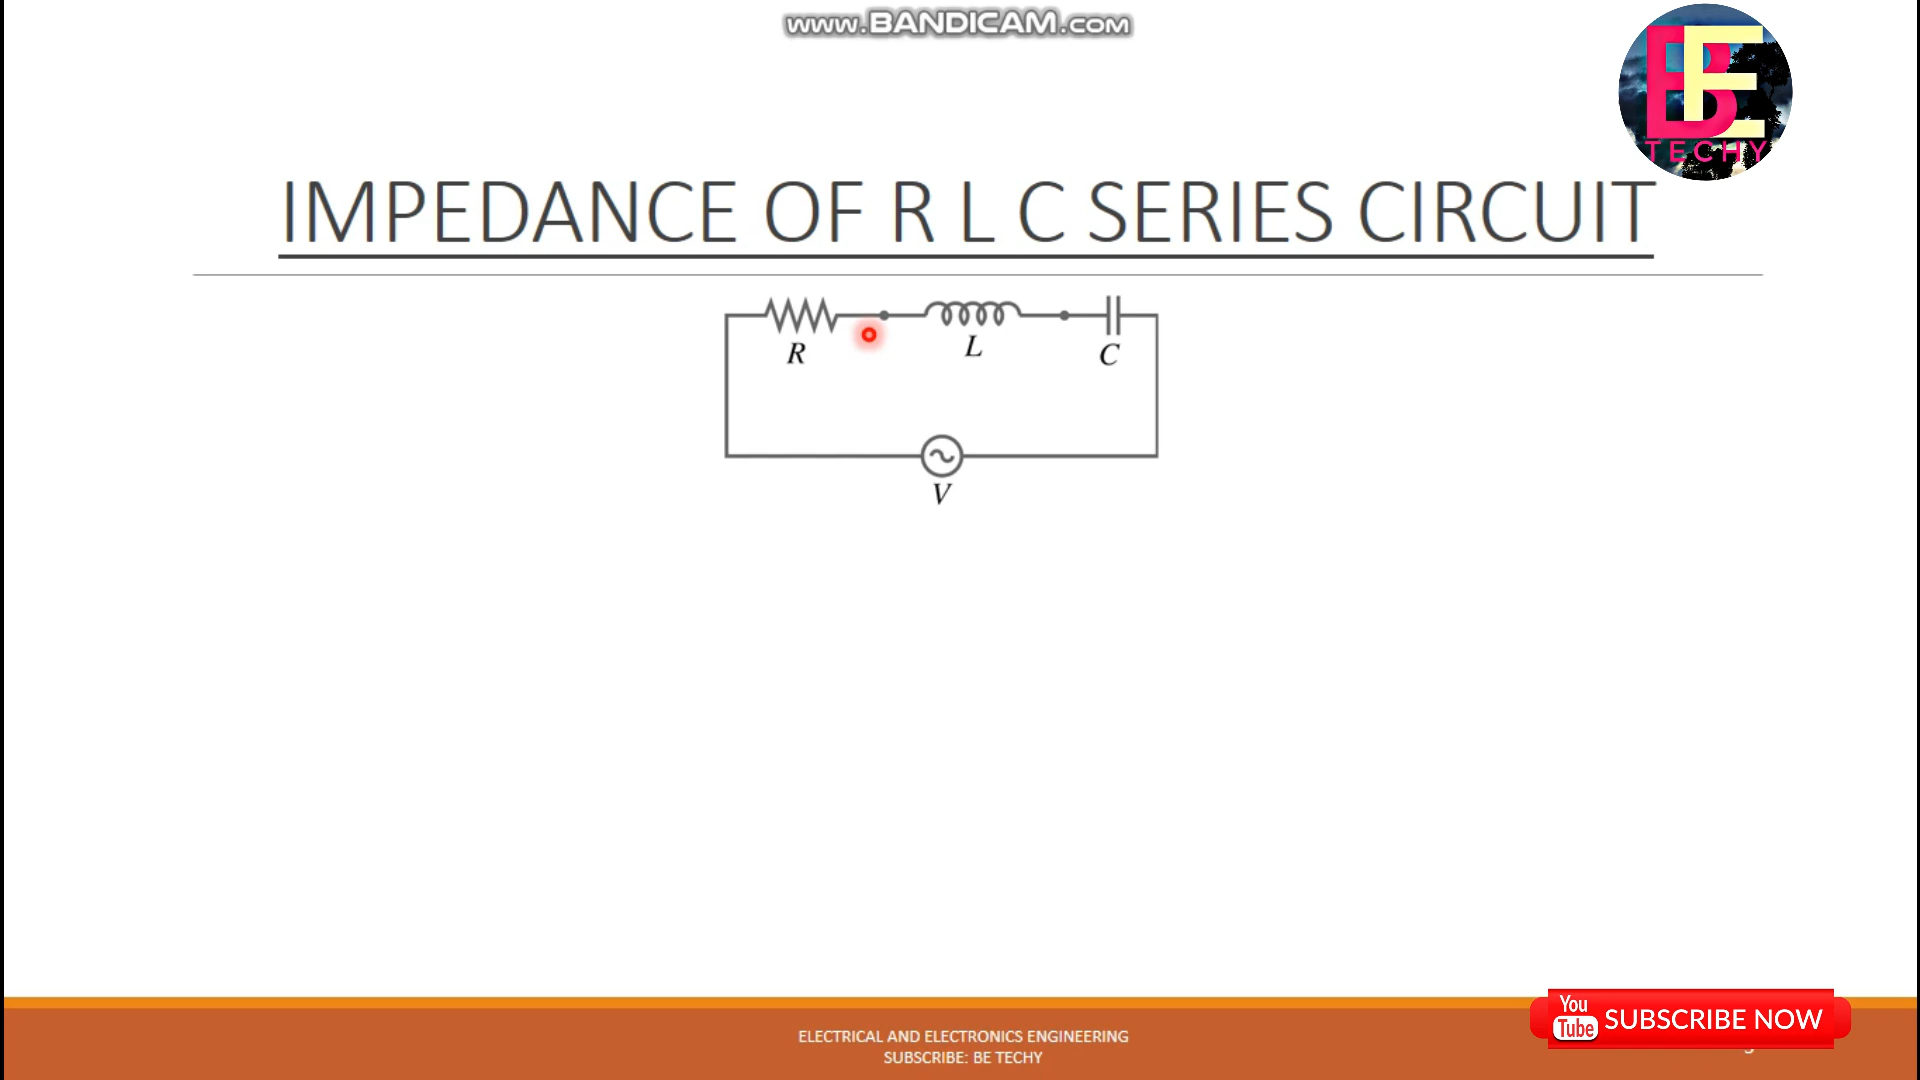 www.BANDICAM.com
BE
TECHY
IMPEDANCE OF R L C SERIES CIRCUIT
R
L
C
V
You
Tube
SUBSCRIBE NOW
ELECTRICAL AND ELECTRONICS ENGINEERING
SUBSCRIBE: BE TECHY